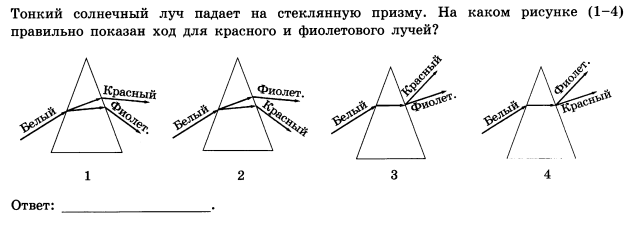 Тонкий солнечный луч падает на стеклянную призму. На каком рисунке (1–4)
правильно показан ход для красного и фиолетового лучей?
Белый
Красный
Фиолет.
1
Белый
Фиолет.
Красный
2
Белый
Красный
Фиолет.
3
Белый
Фиолет.
Красный
4
Ответ: ____________________.